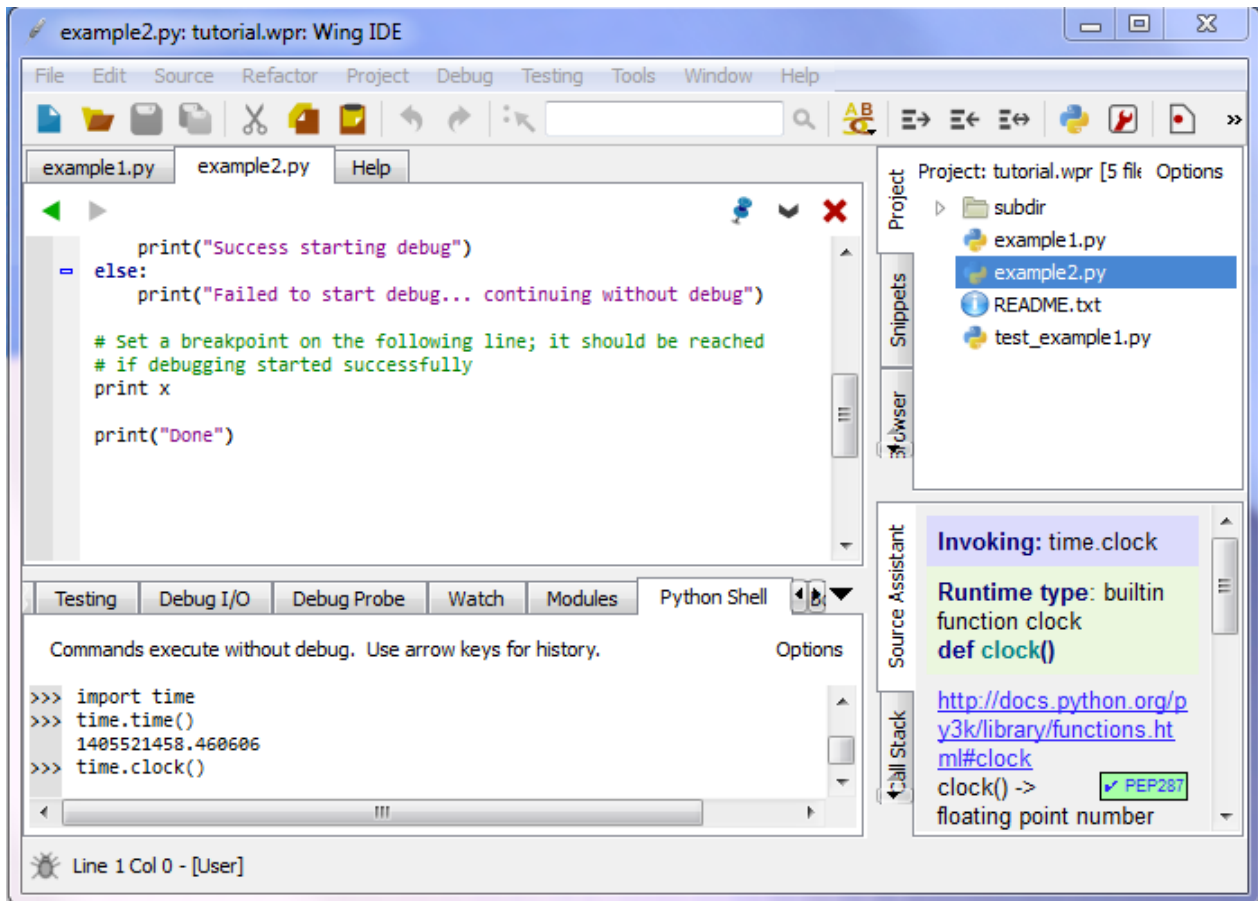 example2.py: tutorial.wpr: Wing IDE
File Edit Source Refactor Project Debug Testing Tools Window Help
example1.py example2.py Help
print("Success starting debug")
else:
print("Failed to start debug... continuing without debug")
# Set a breakpoint on the following line; it should be reached
# if debugging started successfully
print x
print("Done")
Project
Snippets
Project: tutorial.wpr [5 file Options
subdir
example1.py
example2.py
README.txt
test_example1.py
Testing Debug I/O Debug Probe Watch Modules Python Shell
Commands execute without debug. Use arrow keys for history. Options
>>> import time
>>> time.time()
1405521458.460606
>>> time.clock()
Source Assistant
Call Stack
Invoking: time.clock
Runtime type: builtin
function clock
def clock()
http://docs.python.org/p
y3k/library/functions.ht
ml#clock
clock() -> ✔ PEP287
floating point number
Line 1 Col 0 - [User]